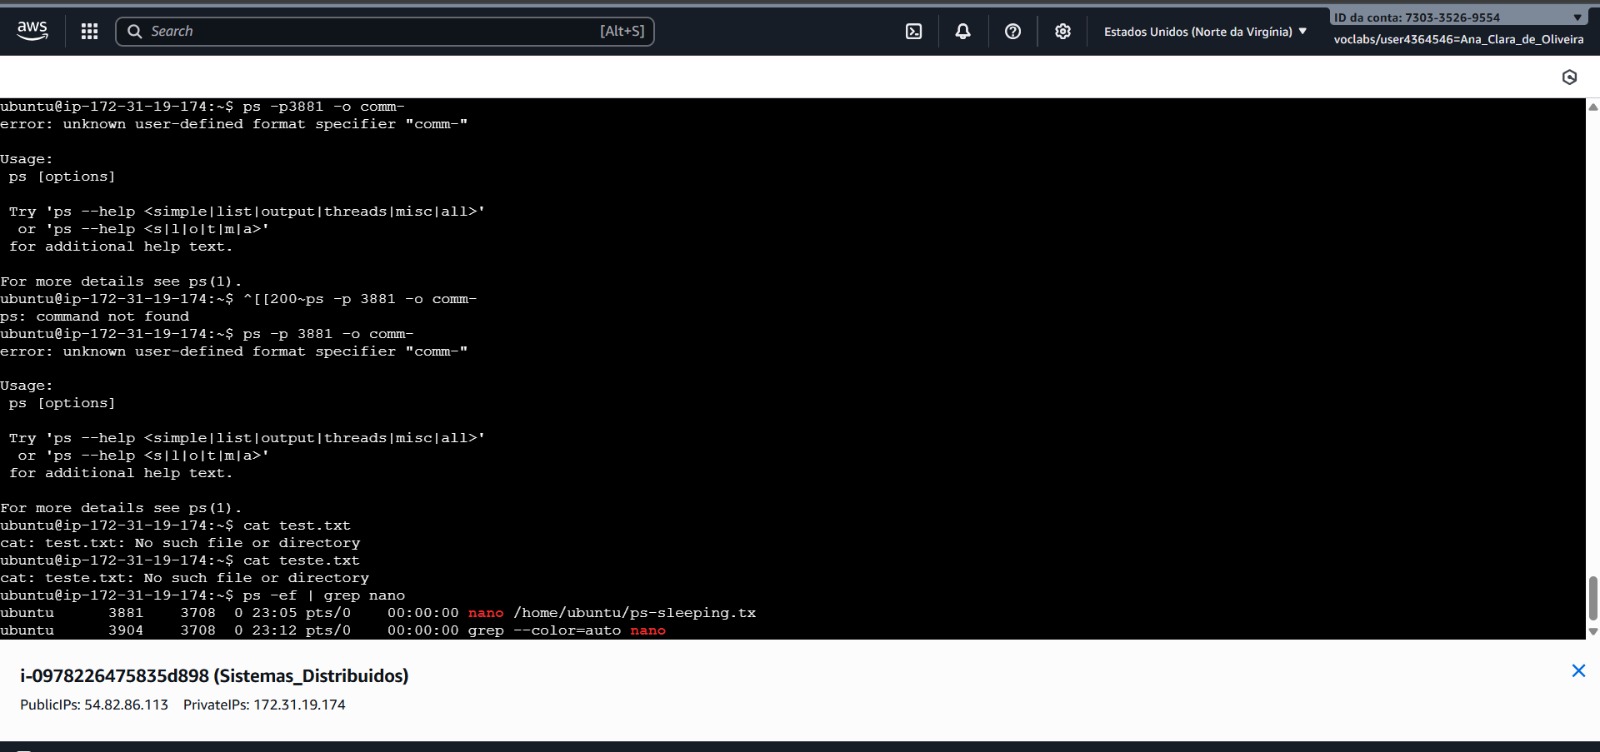 aws
Search [Alt+S]
Estados Unidos (Norte da Virgínia)
ID da conta: 7303-3526-9554
voclabs/user4364546=Ana_Clara_de_Oliveira
ubuntu@ip-172-31-19-174:~$ ps -p3881 -o comm-
error: unknown user-defined format specifier "comm-"
Usage:
ps [options]
Try 'ps --help <simple|list|output|threads|misc|all>'
or 'ps --help <s|l|o|t|m|a>'
for additional help text.
For more details see ps(1).
ubuntu@ip-172-31-19-174:~$ ^[[200~ps -p 3881 -o comm-
ps: command not found
ubuntu@ip-172-31-19-174:~$ ps -p 3881 -o comm-
error: unknown user-defined format specifier "comm-"
Usage:
ps [options]
Try 'ps --help <simple|list|output|threads|misc|all>'
or 'ps --help <s|l|o|t|m|a>'
for additional help text.
For more details see ps(1).
ubuntu@ip-172-31-19-174:~$ cat test.txt
cat: test.txt: No such file or directory
ubuntu@ip-172-31-19-174:~$ cat teste.txt
cat: teste.txt: No such file or directory
ubuntu@ip-172-31-19-174:~$ ps -ef | grep nano
ubuntu 3881 3708 0 23:05 pts/0 00:00:00 nano /home/ubuntu/ps-sleeping.tx
ubuntu 3904 3708 0 23:12 pts/0 00:00:00 grep --color=auto nano
i-0978226475835d898 (Sistemas_Distribuidos)
PublicIPs: 54.82.86.113 PrivateIPs: 172.31.19.174